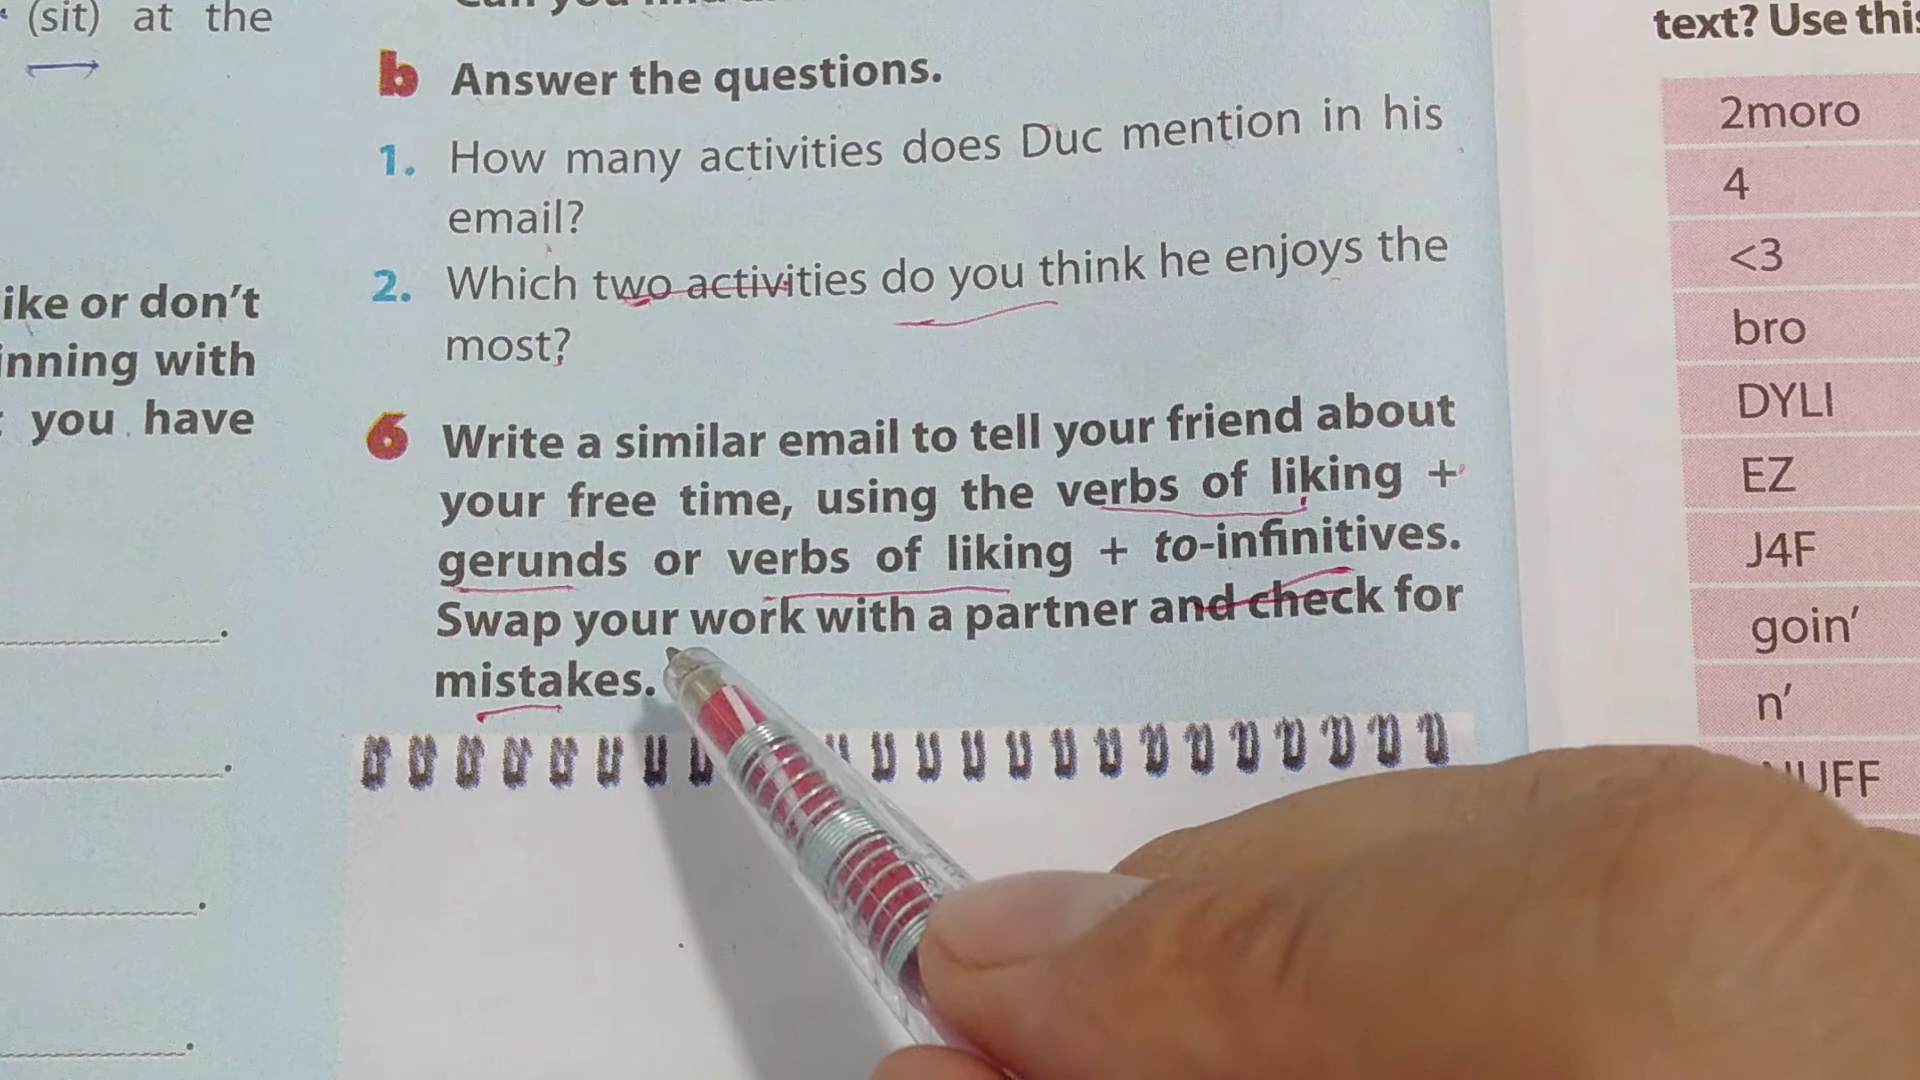 (sit) at the
ike or don't
inning with
you have
b Answer the questions.
1. How many activities does Duc mention in his
email?
2. Which two activities do you think he enjoys the
most?
6 Write a similar email to tell your friend about
your free time, using the verbs of liking +
gerunds or verbs of liking + to-infinitives.
Swap your work with a partner and check for
mistakes.
text? Use this
2moro
4
<3
bro
DYLI
EZ
J4F
goin'
n'
UFF